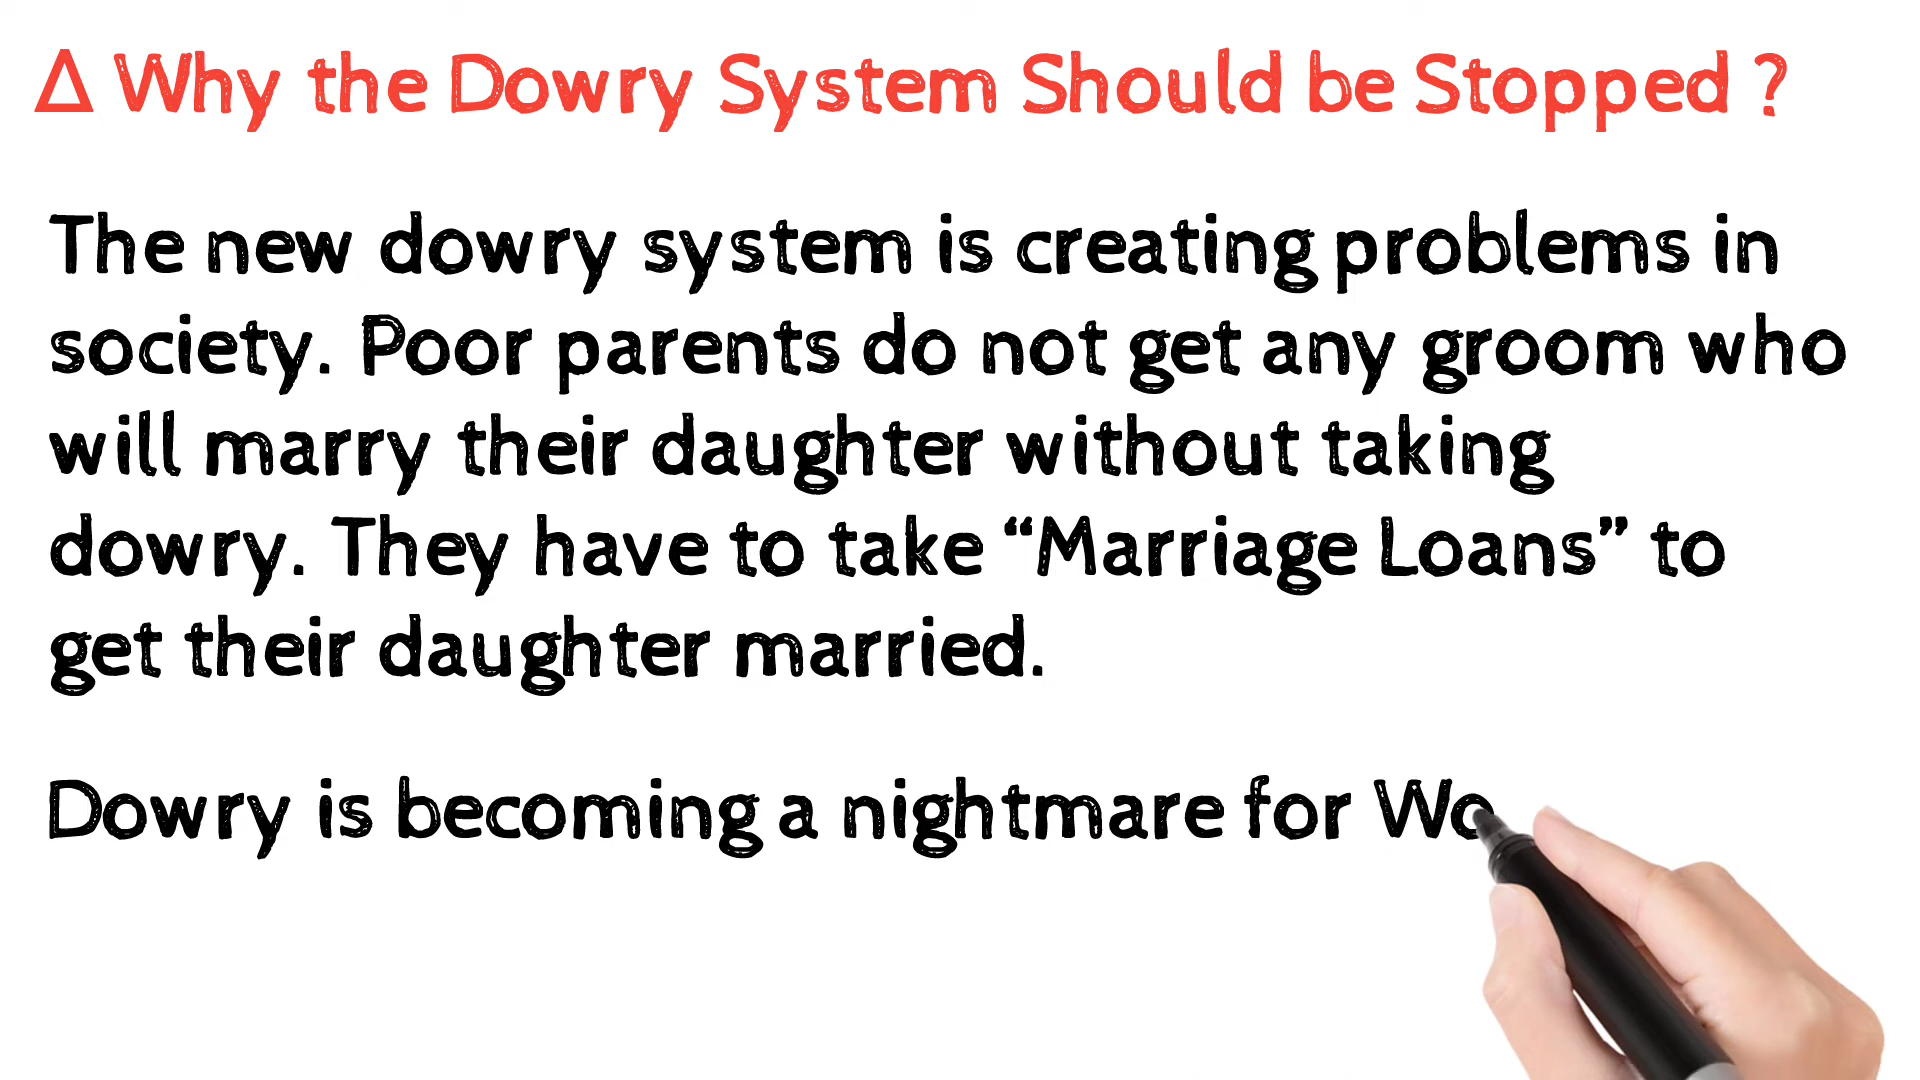 Δ Why the Dowry System Should be Stopped ?
The new dowry system is creating problems in
society. Poor parents do not get any groom who
will marry their daughter without taking
dowry. They have to take “Marriage Loans” to
get their daughter married.
Dowry is becoming a nightmare for Wo